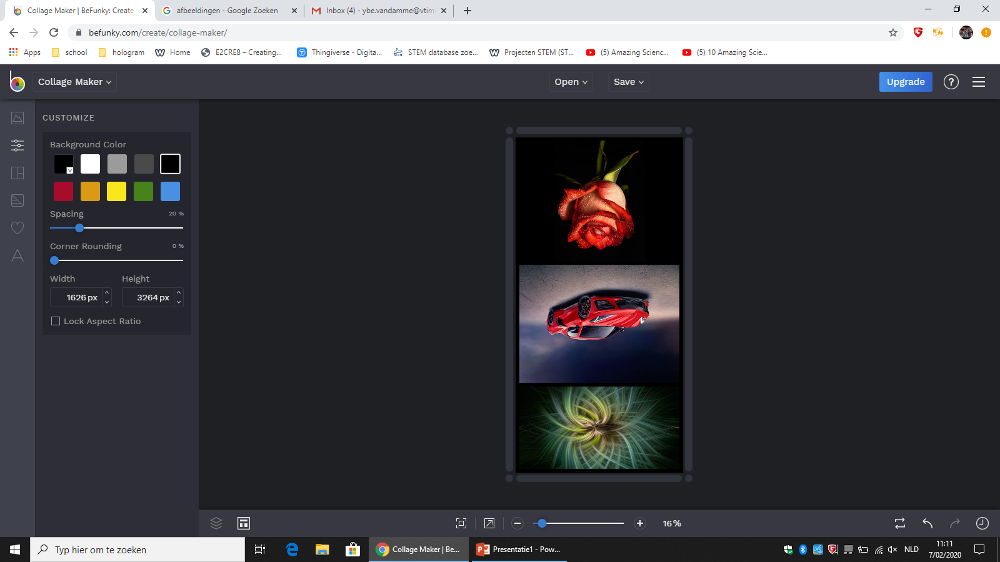 Collage Maker | BeFunky: Create
afbeeldingen - Google Zoeken
Inbox (4) - ybe.vandamme@vtim
befunky.com/create/collage-maker/
Apps school hologram Home E2CRE8 – Creating... Thingiverse - Digita... STEM database zoe... Projecten STEM (ST... (5) Amazing Scienc... (5) 10 Amazing Scie...
Collage Maker Open Save Upgrade ?
CUSTOMIZE
Background Color
Spacing 20 %
Corner Rounding 0 %
Width Height
1626 px 3264 px
Lock Aspect Ratio
16%
Typ hier om te zoeken
Collage Maker | Be...
Presentatie1 - Pow...
NLD
11:11
7/02/2020